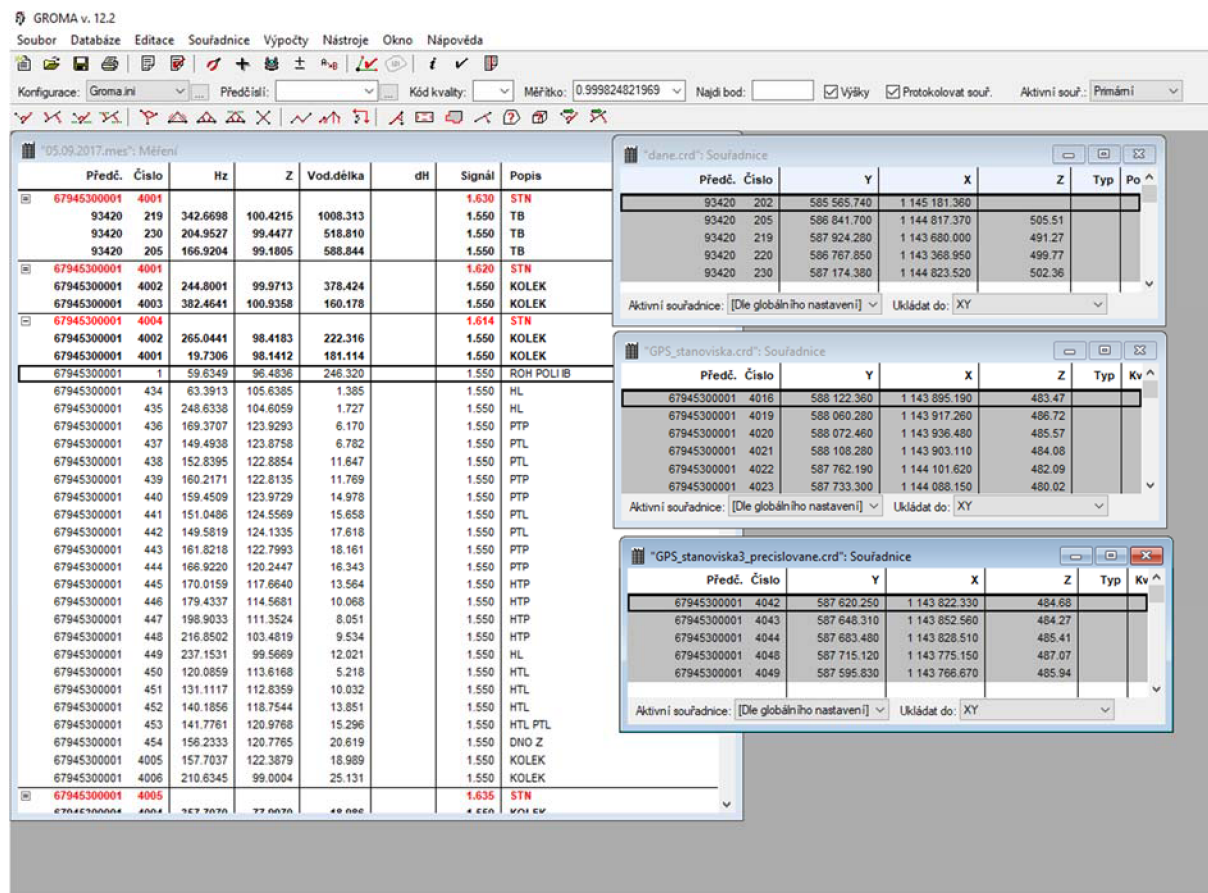 GROMA v. 12.2
Soubor Databáze Editace Souřadnice Výpočty Nástroje Okno Nápověda
Konfigurace: Groma.ini ... Předčíslí: ... Kód kvality: Měřítko: 0.999824821969 Najdi bod: Výšky Protokolovat souř. Aktivní souř.: Primární
"05.09.2017.mes": Měření
Předč. Číslo Hz Z Vod.délka dH Signál Popis
67945300001 4001 1.630 STN
93420 219 342.6698 100.4215 1008.313 1.550 TB
93420 230 204.9527 99.4477 518.810 1.550 TB
93420 205 166.9204 99.1805 588.844 1.550 TB
67945300001 4001 1.620 STN
67945300001 4002 244.8001 99.9713 378.424 1.550 KOLEK
67945300001 4003 382.4641 100.9358 160.178 1.550 KOLEK
67945300001 4004 1.614 STN
67945300001 4002 265.0441 98.4183 222.316 1.550 KOLEK
67945300001 4001 19.7306 98.1412 181.114 1.550 KOLEK
67945300001 1 59.6349 96.4836 246.320 1.550 ROH POLI IB
67945300001 434 63.3913 105.6385 1.385 1.550 HL
67945300001 435 248.6338 104.6059 1.727 1.550 HL
67945300001 436 169.3707 123.9293 6.170 1.550 PTP
67945300001 437 149.4938 123.8758 6.782 1.550 PTL
67945300001 438 152.8395 122.8854 11.647 1.550 PTL
67945300001 439 160.2171 122.8135 11.769 1.550 PTP
67945300001 440 159.4509 123.9729 14.978 1.550 PTP
67945300001 441 151.0486 124.5569 15.658 1.550 PTL
67945300001 442 149.5819 124.1335 17.618 1.550 PTL
67945300001 443 161.8218 122.7993 18.161 1.550 PTP
67945300001 444 166.9220 120.2447 16.343 1.550 PTP
67945300001 445 170.0159 117.6640 13.564 1.550 HTP
67945300001 446 179.4337 114.5681 10.068 1.550 HTP
67945300001 447 198.9033 111.3524 8.051 1.550 HTP
67945300001 448 216.8502 103.4819 9.534 1.550 HTP
67945300001 449 237.1531 99.5669 12.021 1.550 HL
67945300001 450 120.0859 113.6168 5.218 1.550 HTL
67945300001 451 131.1117 112.8359 10.032 1.550 HTL
67945300001 452 140.1856 118.7544 13.851 1.550 HTL
67945300001 453 141.7761 120.9768 15.296 1.550 HTL PTL
67945300001 454 156.2333 120.7765 20.619 1.550 DNO Z
67945300001 4005 157.7037 122.3879 18.989 1.550 KOLEK
67945300001 4006 210.6345 99.0004 25.131 1.550 KOLEK
67945300001 4005 1.635 STN
"dane.crd": Souřadnice
Předč. Číslo Y X Z Typ Po
93420 202 585 565.740 1 145 181.360
93420 205 586 841.700 1 144 817.370 505.51
93420 219 587 924.280 1 143 680.000 491.27
93420 220 586 767.850 1 143 368.950 499.77
93420 230 587 174.380 1 144 823.520 502.36
Aktivní souřadnice: [Dle globálního nastavení] Ukládat do: XY
"GPS_stanoviska.crd": Souřadnice
Předč. Číslo Y X Z Typ Kv
67945300001 4016 588 122.360 1 143 895.190 483.47
67945300001 4019 588 060.280 1 143 917.260 486.72
67945300001 4020 588 072.460 1 143 936.480 485.57
67945300001 4021 588 108.280 1 143 903.110 484.08
67945300001 4022 587 762.190 1 144 101.620 482.09
67945300001 4023 587 733.300 1 144 088.150 480.02
Aktivní souřadnice: [Dle globálního nastavení] Ukládat do: XY
"GPS_stanoviska3_precislovane.crd": Souřadnice
Předč. Číslo Y X Z Typ Kv
67945300001 4042 587 620.250 1 143 822.330 484.68
67945300001 4043 587 648.310 1 143 852.560 484.27
67945300001 4044 587 683.480 1 143 828.510 485.41
67945300001 4048 587 715.120 1 143 775.150 487.07
67945300001 4049 587 595.830 1 143 766.670 485.94
Aktivní souřadnice: [Dle globálního nastavení] Ukládat do: XY